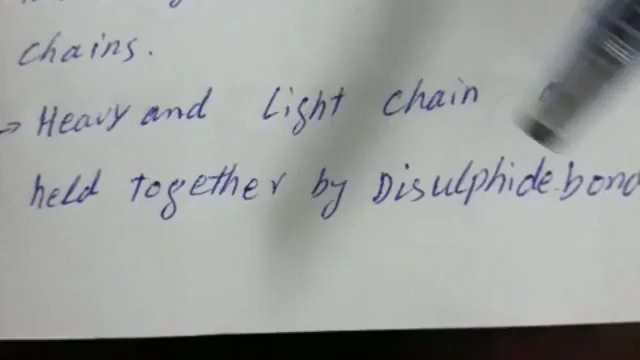 chains.
→ Heavy and Light chain
held together by Disulphide bond